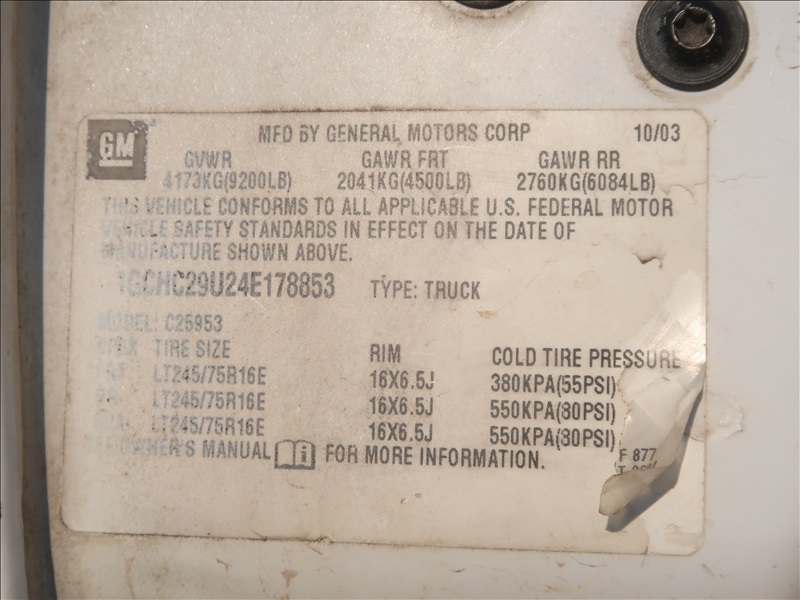 GM
MFD BY GENERAL MOTORS CORP 10/03
GVWR GAWR FRT GAWR RR
4173KG(9200LB) 2041KG(4500LB) 2760KG(6084LB)
THIS VEHICLE CONFORMS TO ALL APPLICABLE U.S. FEDERAL MOTOR
VEHICLE SAFETY STANDARDS IN EFFECT ON THE DATE OF
MANUFACTURE SHOWN ABOVE.
1GCHC29U24E178853 TYPE: TRUCK
MODEL: C25953
TIRE SIZE RIM COLD TIRE PRESSURE
LT245/75R16E 16X6.5J 380KPA(55PSI)
LT245/75R16E 16X6.5J 550KPA(80PSI)
LT245/75R16E 16X6.5J 550KPA(80PSI)
OWNER'S MANUAL FOR MORE INFORMATION.
F 877